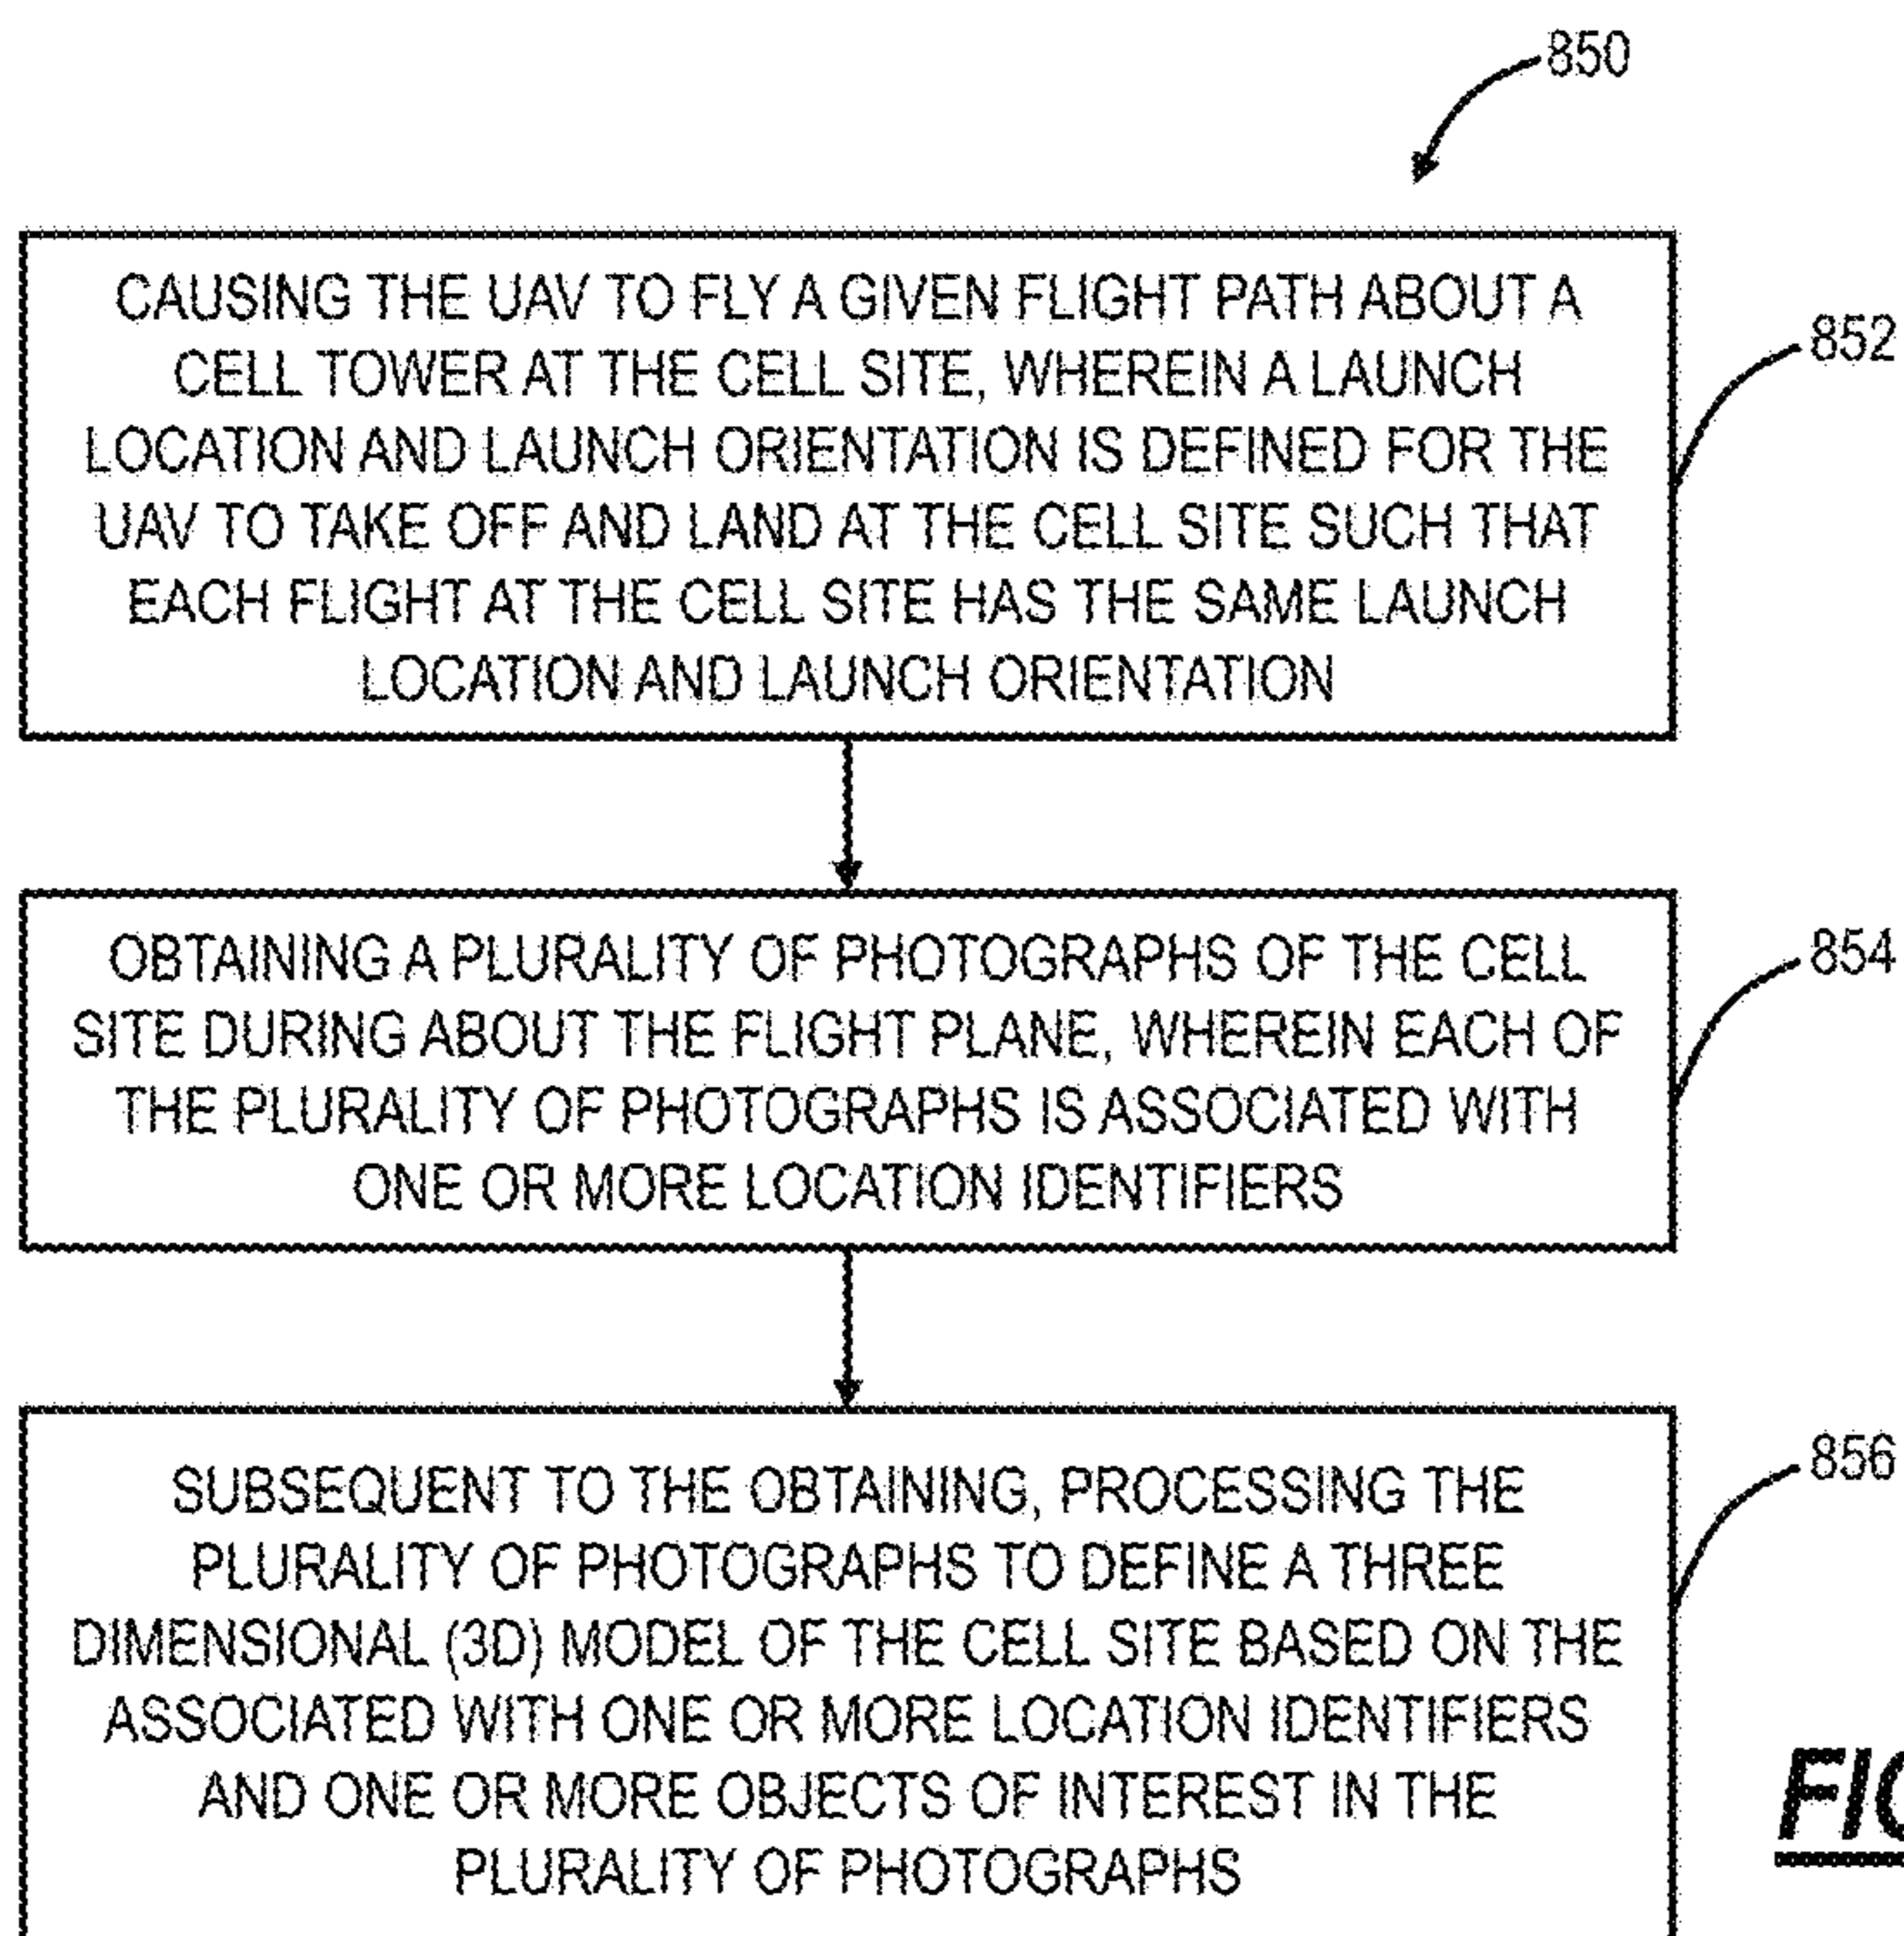 850
CAUSING THE UAV TO FLY A GIVEN FLIGHT PATH ABOUT A
CELL TOWER AT THE CELL SITE, WHEREIN A LAUNCH
LOCATION AND LAUNCH ORIENTATION IS DEFINED FOR THE
UAV TO TAKE OFF AND LAND AT THE CELL SITE SUCH THAT
EACH FLIGHT AT THE CELL SITE HAS THE SAME LAUNCH
LOCATION AND LAUNCH ORIENTATION
852
OBTAINING A PLURALITY OF PHOTOGRAPHS OF THE CELL
SITE DURING ABOUT THE FLIGHT PLANE, WHEREIN EACH OF
THE PLURALITY OF PHOTOGRAPHS IS ASSOCIATED WITH
ONE OR MORE LOCATION IDENTIFIERS
854
SUBSEQUENT TO THE OBTAINING, PROCESSING THE
PLURALITY OF PHOTOGRAPHS TO DEFINE A THREE
DIMENSIONAL (3D) MODEL OF THE CELL SITE BASED ON THE
ASSOCIATED WITH ONE OR MORE LOCATION IDENTIFIERS
AND ONE OR MORE OBJECTS OF INTEREST IN THE
PLURALITY OF PHOTOGRAPHS
856